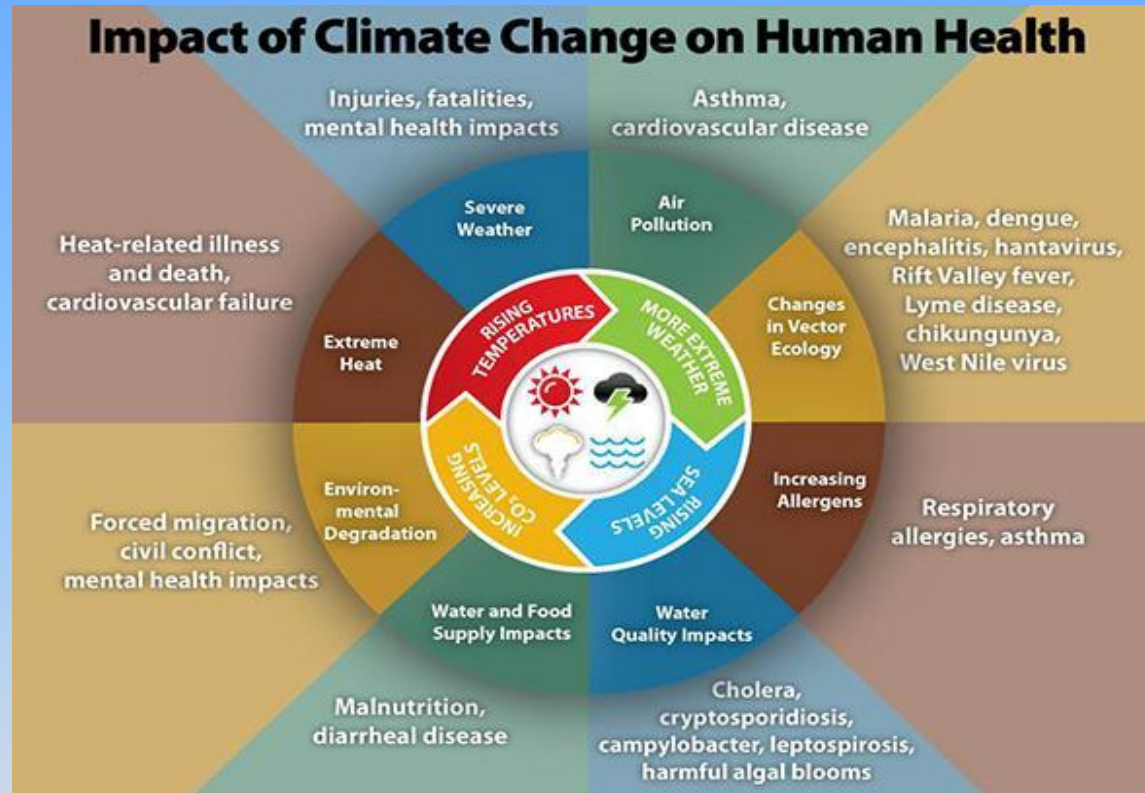 Impact of Climate Change on Human Health
Injuries, fatalities,
mental health impacts
Asthma,
cardiovascular disease
Severe
Weather
Air
Pollution
Heat-related illness
and death,
cardiovascular failure
Extreme
Heat
Malaria, dengue,
encephalitis, hantavirus,
Rift Valley fever,
Lyme disease,
chikungunya,
West Nile virus
Changes
in Vector
Ecology
RISING
TEMPERATURES
MORE EXTREME
WEATHER
INCREASING
CO₂ LEVELS
RISING
SEA LEVELS
Environ-
mental
Degradation
Forced migration,
civil conflict,
mental health impacts
Increasing
Allergens
Respiratory
allergies, asthma
Water and Food
Supply Impacts
Water
Quality Impacts
Malnutrition,
diarrheal disease
Cholera,
cryptosporidiosis,
campylobacter, leptospirosis,
harmful algal blooms